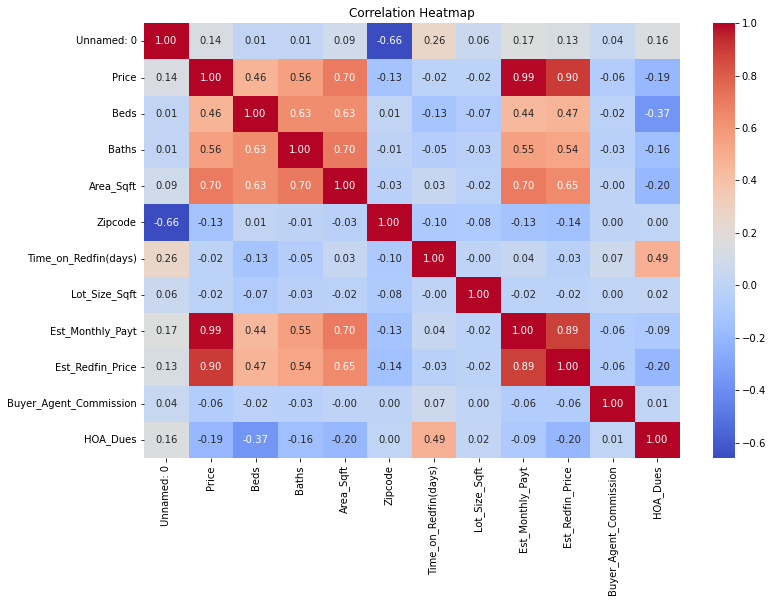 Correlation Heatmap
Unnamed: 0 1.00 0.14 0.01 0.01 0.09 -0.66 0.26 0.06 0.17 0.13 0.04 0.16
Price 0.14 1.00 0.46 0.56 0.70 -0.13 -0.02 -0.02 0.99 0.90 -0.06 -0.19
Beds 0.01 0.46 1.00 0.63 0.63 0.01 -0.13 -0.07 0.44 0.47 -0.02 -0.37
Baths 0.01 0.56 0.63 1.00 0.70 -0.01 -0.05 -0.03 0.55 0.54 -0.03 -0.16
Area_Sqft 0.09 0.70 0.63 0.70 1.00 -0.03 0.03 -0.02 0.70 0.65 -0.00 -0.20
Zipcode -0.66 -0.13 0.01 -0.01 -0.03 1.00 -0.10 -0.08 -0.13 -0.14 0.00 0.00
Time_on_Redfin(days) 0.26 -0.02 -0.13 -0.05 0.03 -0.10 1.00 -0.00 0.04 -0.03 0.07 0.49
Lot_Size_Sqft 0.06 -0.02 -0.07 -0.03 -0.02 -0.08 -0.00 1.00 -0.02 -0.02 0.00 0.02
Est_Monthly_Payt 0.17 0.99 0.44 0.55 0.70 -0.13 0.04 -0.02 1.00 0.89 -0.06 -0.09
Est_Redfin_Price 0.13 0.90 0.47 0.54 0.65 -0.14 -0.03 -0.02 0.89 1.00 -0.06 -0.20
Buyer_Agent_Commission 0.04 -0.06 -0.02 -0.03 -0.00 0.00 0.07 0.00 -0.06 -0.06 1.00 0.01
HOA_Dues 0.16 -0.19 -0.37 -0.16 -0.20 0.00 0.49 0.02 -0.09 -0.20 0.01 1.00
Unnamed: 0
Price
Beds
Baths
Area_Sqft
Zipcode
Time_on_Redfin(days)
Lot_Size_Sqft
Est_Monthly_Payt
Est_Redfin_Price
Buyer_Agent_Commission
HOA_Dues
1.0
0.8
0.6
0.4
0.2
0.0
−0.2
−0.4
−0.6